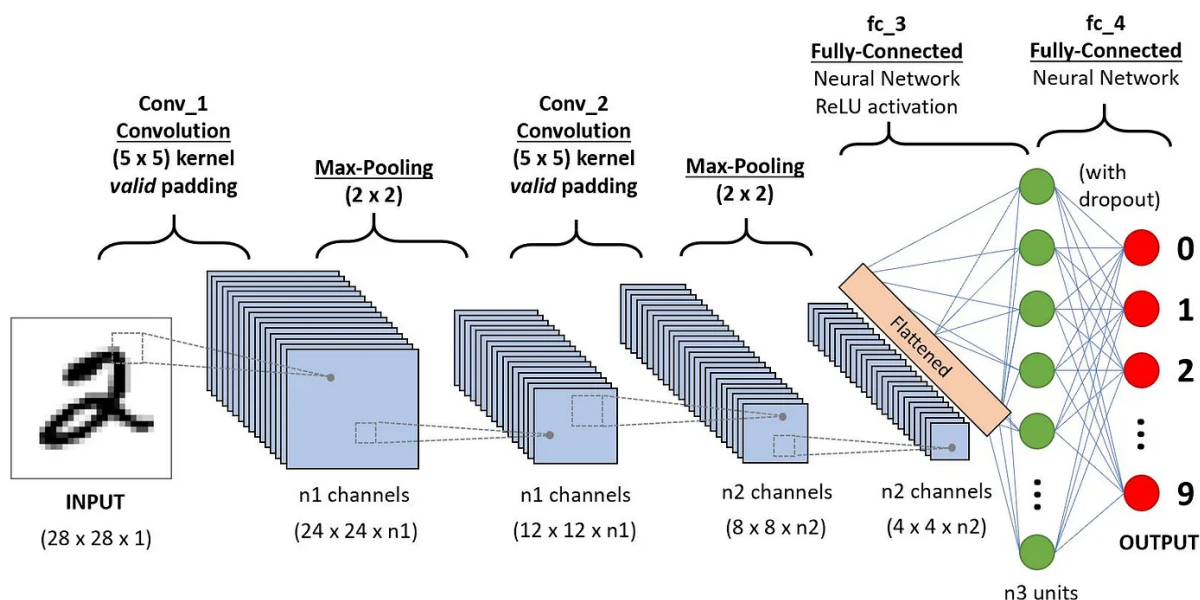 Conv_1
Convolution
(5 x 5) kernel
valid padding
Max-Pooling
(2 x 2)
Conv_2
Convolution
(5 x 5) kernel
valid padding
Max-Pooling
(2 x 2)
fc_3
Fully-Connected
Neural Network
ReLU activation
fc_4
Fully-Connected
Neural Network
(with
dropout)
2
Flattened
0
1
2
9
INPUT
(28 x 28 x 1)
n1 channels
(24 x 24 x n1)
n1 channels
(12 x 12 x n1)
n2 channels
(8 x 8 x n2)
n2 channels
(4 x 4 x n2)
n3 units
OUTPUT